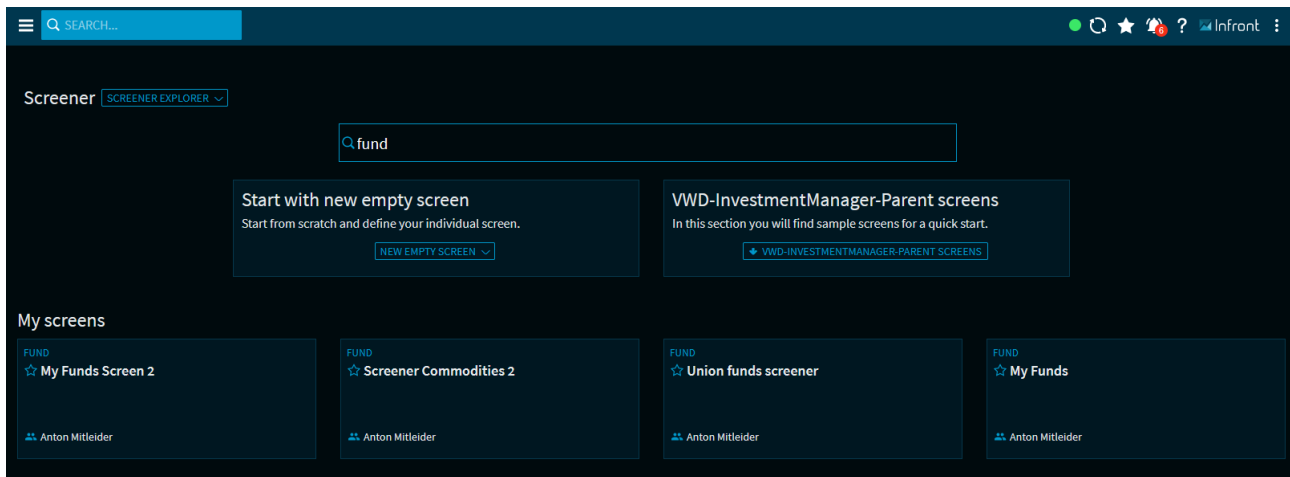 SEARCH...
6
?
Infront
Screener
SCREENER EXPLORER
fund
Start with new empty screen
Start from scratch and define your individual screen.
NEW EMPTY SCREEN
VWD-InvestmentManager-Parent screens
In this section you will find sample screens for a quick start.
VWD-INVESTMENTMANAGER-PARENT SCREENS
My screens
FUND
My Funds Screen 2
Anton Mitleider
FUND
Screener Commodities 2
Anton Mitleider
FUND
Union funds screener
Anton Mitleider
FUND
My Funds
Anton Mitleider